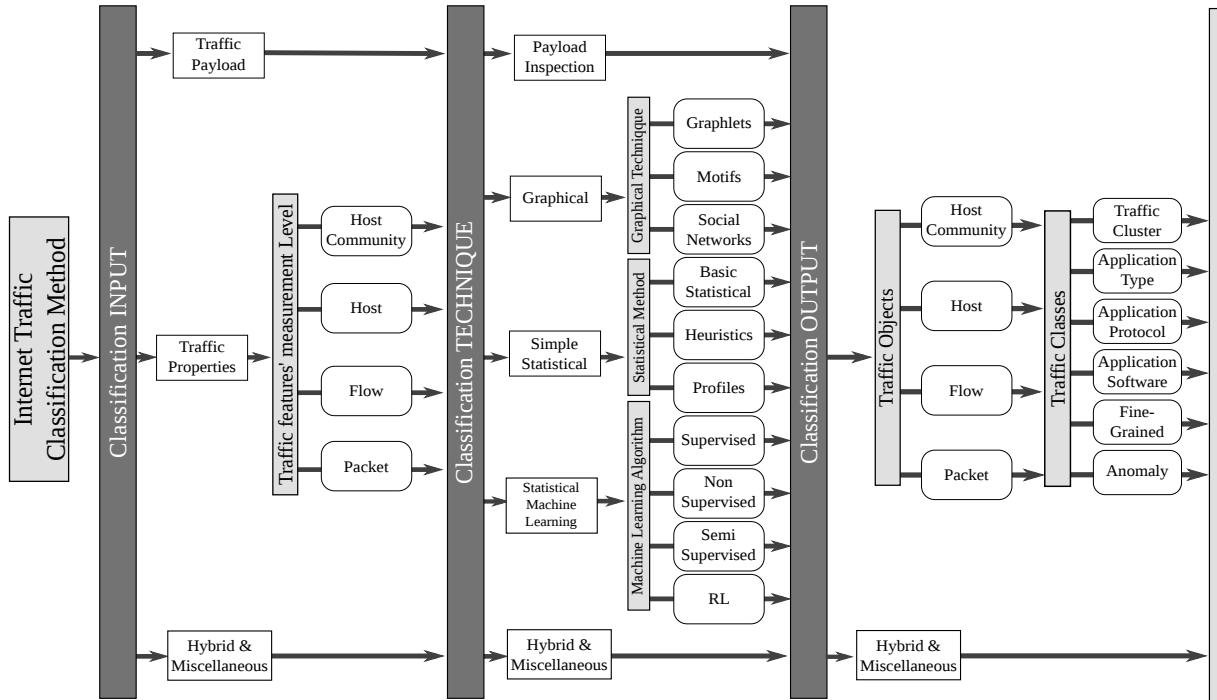 Internet Traffic
Classification Method
Classification INPUT
Traffic
Payload
Traffic
Properties
Hybrid &
Miscellaneous
Traffic features' measurement Level
Host
Community
Host
Flow
Packet
Classification TECHNIQUE
Payload
Inspection
Graphical
Simple
Statistical
Statistical
Machine
Learning
Hybrid &
Miscellaneous
Graphical Techniqque
Graphlets
Motifs
Social
Networks
Statistical Method
Basic
Statistical
Heuristics
Profiles
Machine Learning Algorithm
Supervised
Non
Supervised
Semi
Supervised
RL
Classification OUTPUT
Traffic Objects
Host
Community
Host
Flow
Packet
Hybrid &
Miscellaneous
Traffic Classes
Traffic
Cluster
Application
Type
Application
Protocol
Application
Software
Fine-
Grained
Anomaly